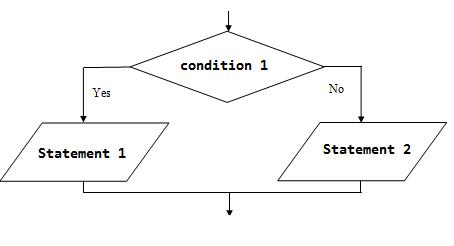 condition 1
Yes
No
Statement 1
Statement 2